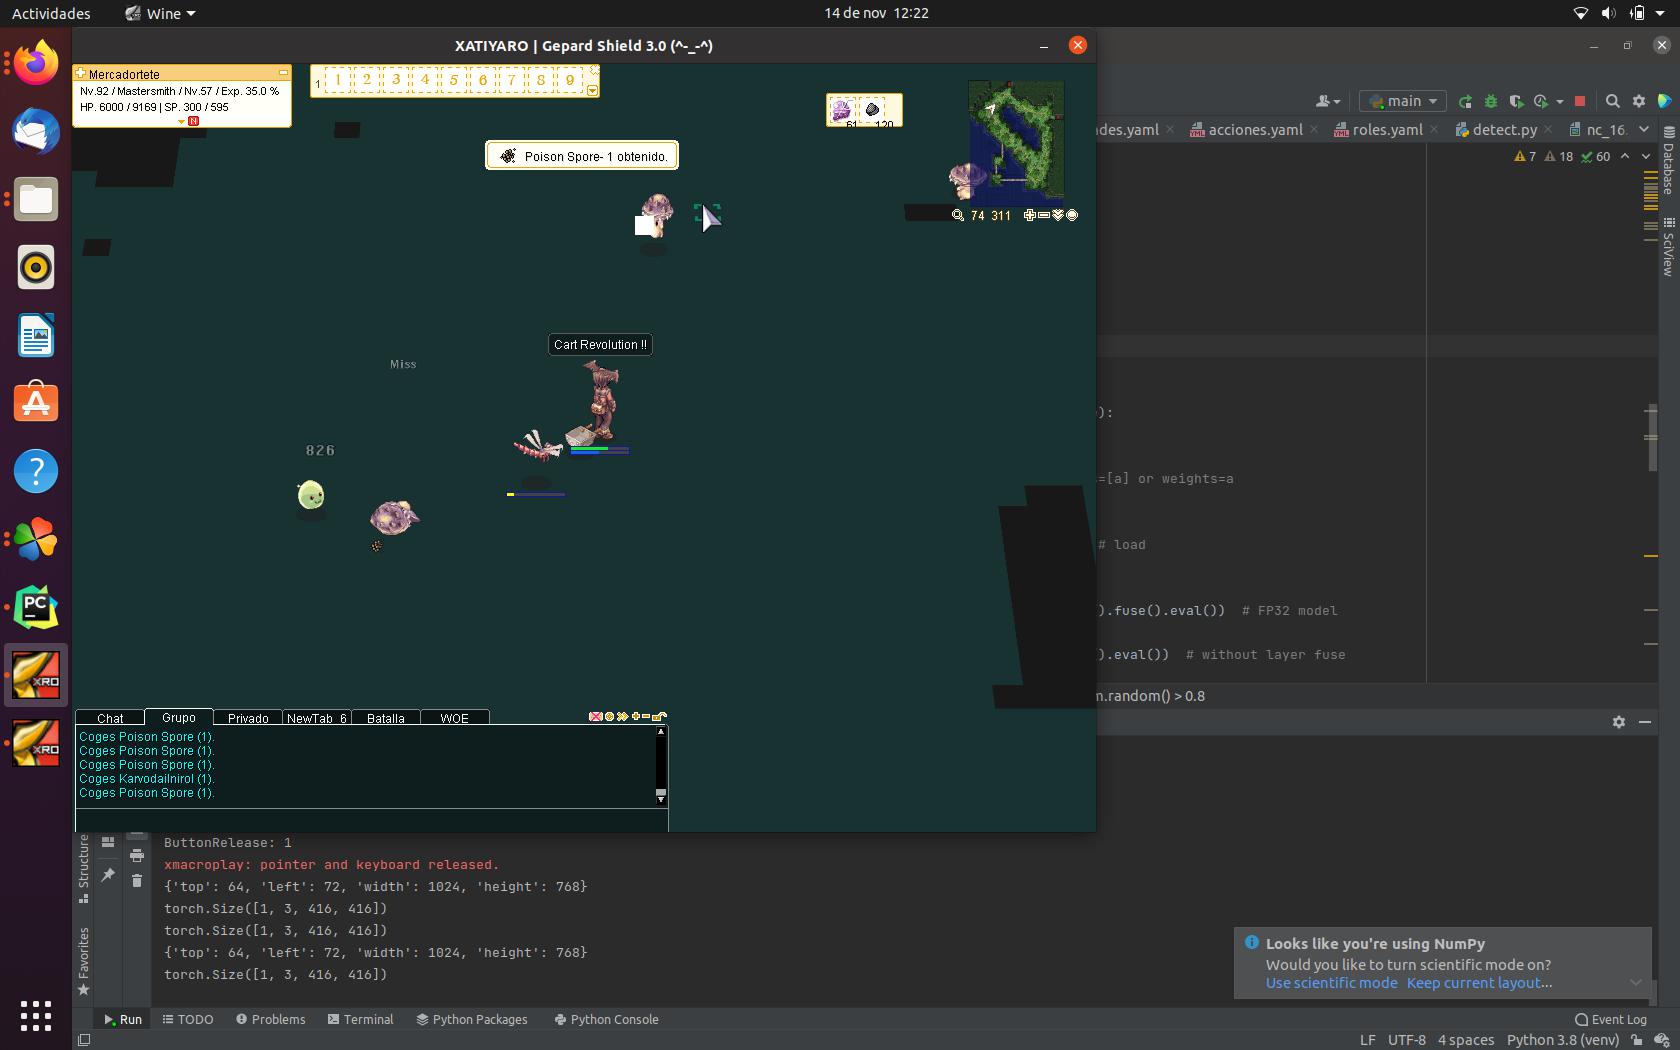 Actividades
Wine
14 de nov 12:22
XATIYARO | Gepard Shield 3.0 (^-_-^)
Mercadortete
Nv.92 / Mastersmith / Nv.57 / Exp. 35.0 %
HP. 6000 / 9169 | SP. 300 / 595
N
1
1 2 3 4 5 6 7 8 9
61 120
Poison Spore- 1 obtenido.
74 311
Cart Revolution !!
Miss
826
Chat Grupo Privado NewTab_6 Batalla WOE
Coges Poison Spore (1).
Coges Poison Spore (1).
Coges Poison Spore (1).
Coges Karvodailnirol (1).
Coges Poison Spore (1).
main
des.yaml acciones.yaml roles.yaml detect.py nc_16.
7 18 60
Database
SciView
):
=[a] or weights=a
# load
).fuse().eval()) # FP32 model
).eval()) # without layer fuse
m.random() > 0.8
XRO
XRO
PC
Structure
Favorites
ButtonRelease: 1
xmacroplay: pointer and keyboard released.
{'top': 64, 'left': 72, 'width': 1024, 'height': 768}
torch.Size([1, 3, 416, 416])
torch.Size([1, 3, 416, 416])
{'top': 64, 'left': 72, 'width': 1024, 'height': 768}
torch.Size([1, 3, 416, 416])
Looks like you're using NumPy
Would you like to turn scientific mode on?
Use scientific mode Keep current layout...
Run TODO Problems Terminal Python Packages Python Console Event Log
LF UTF-8 4 spaces Python 3.8 (venv)